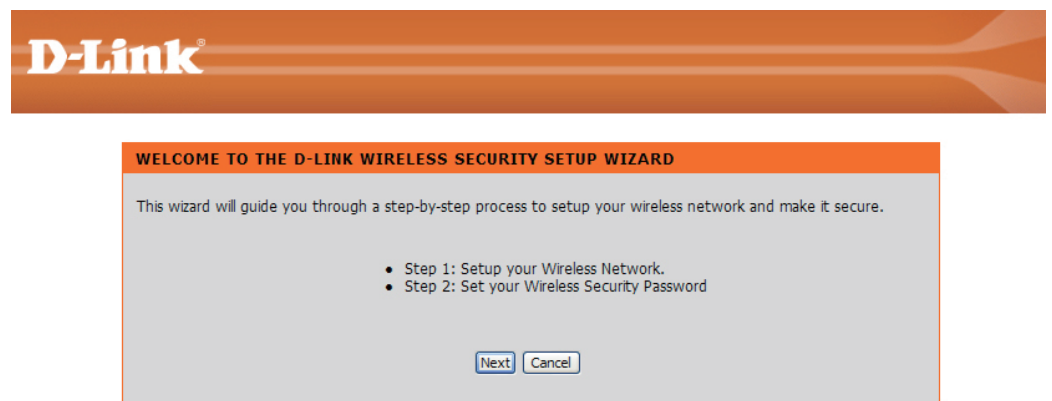 D-Link®
WELCOME TO THE D-LINK WIRELESS SECURITY SETUP WIZARD
This wizard will guide you through a step-by-step process to setup your wireless network and make it secure.
• Step 1: Setup your Wireless Network.
• Step 2: Set your Wireless Security Password
Next Cancel